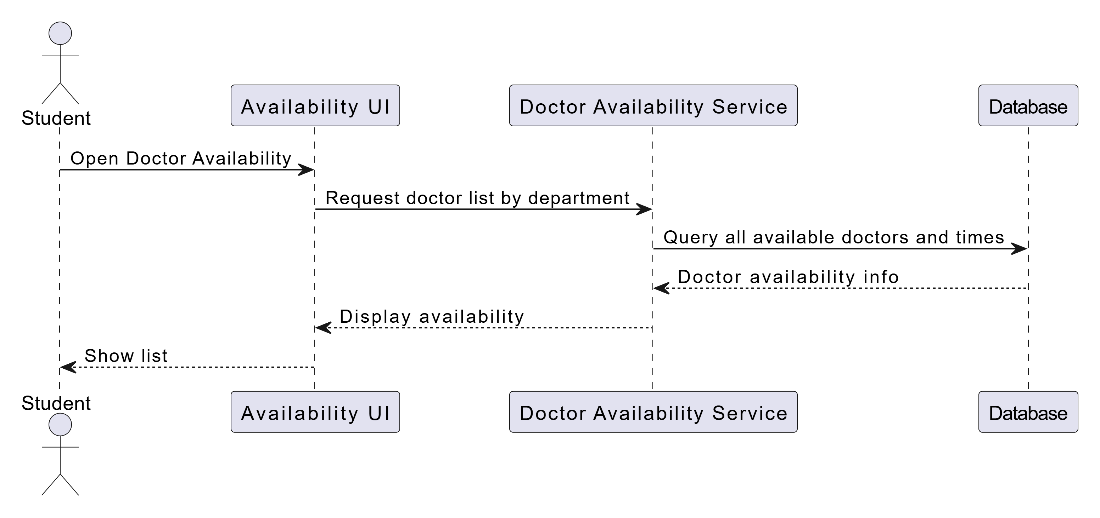 Student
Availability UI
Doctor Availability Service
Database
Open Doctor Availability
Request doctor list by department
Query all available doctors and times
Doctor availability info
Display availability
Show list
Student
Availability UI
Doctor Availability Service
Database